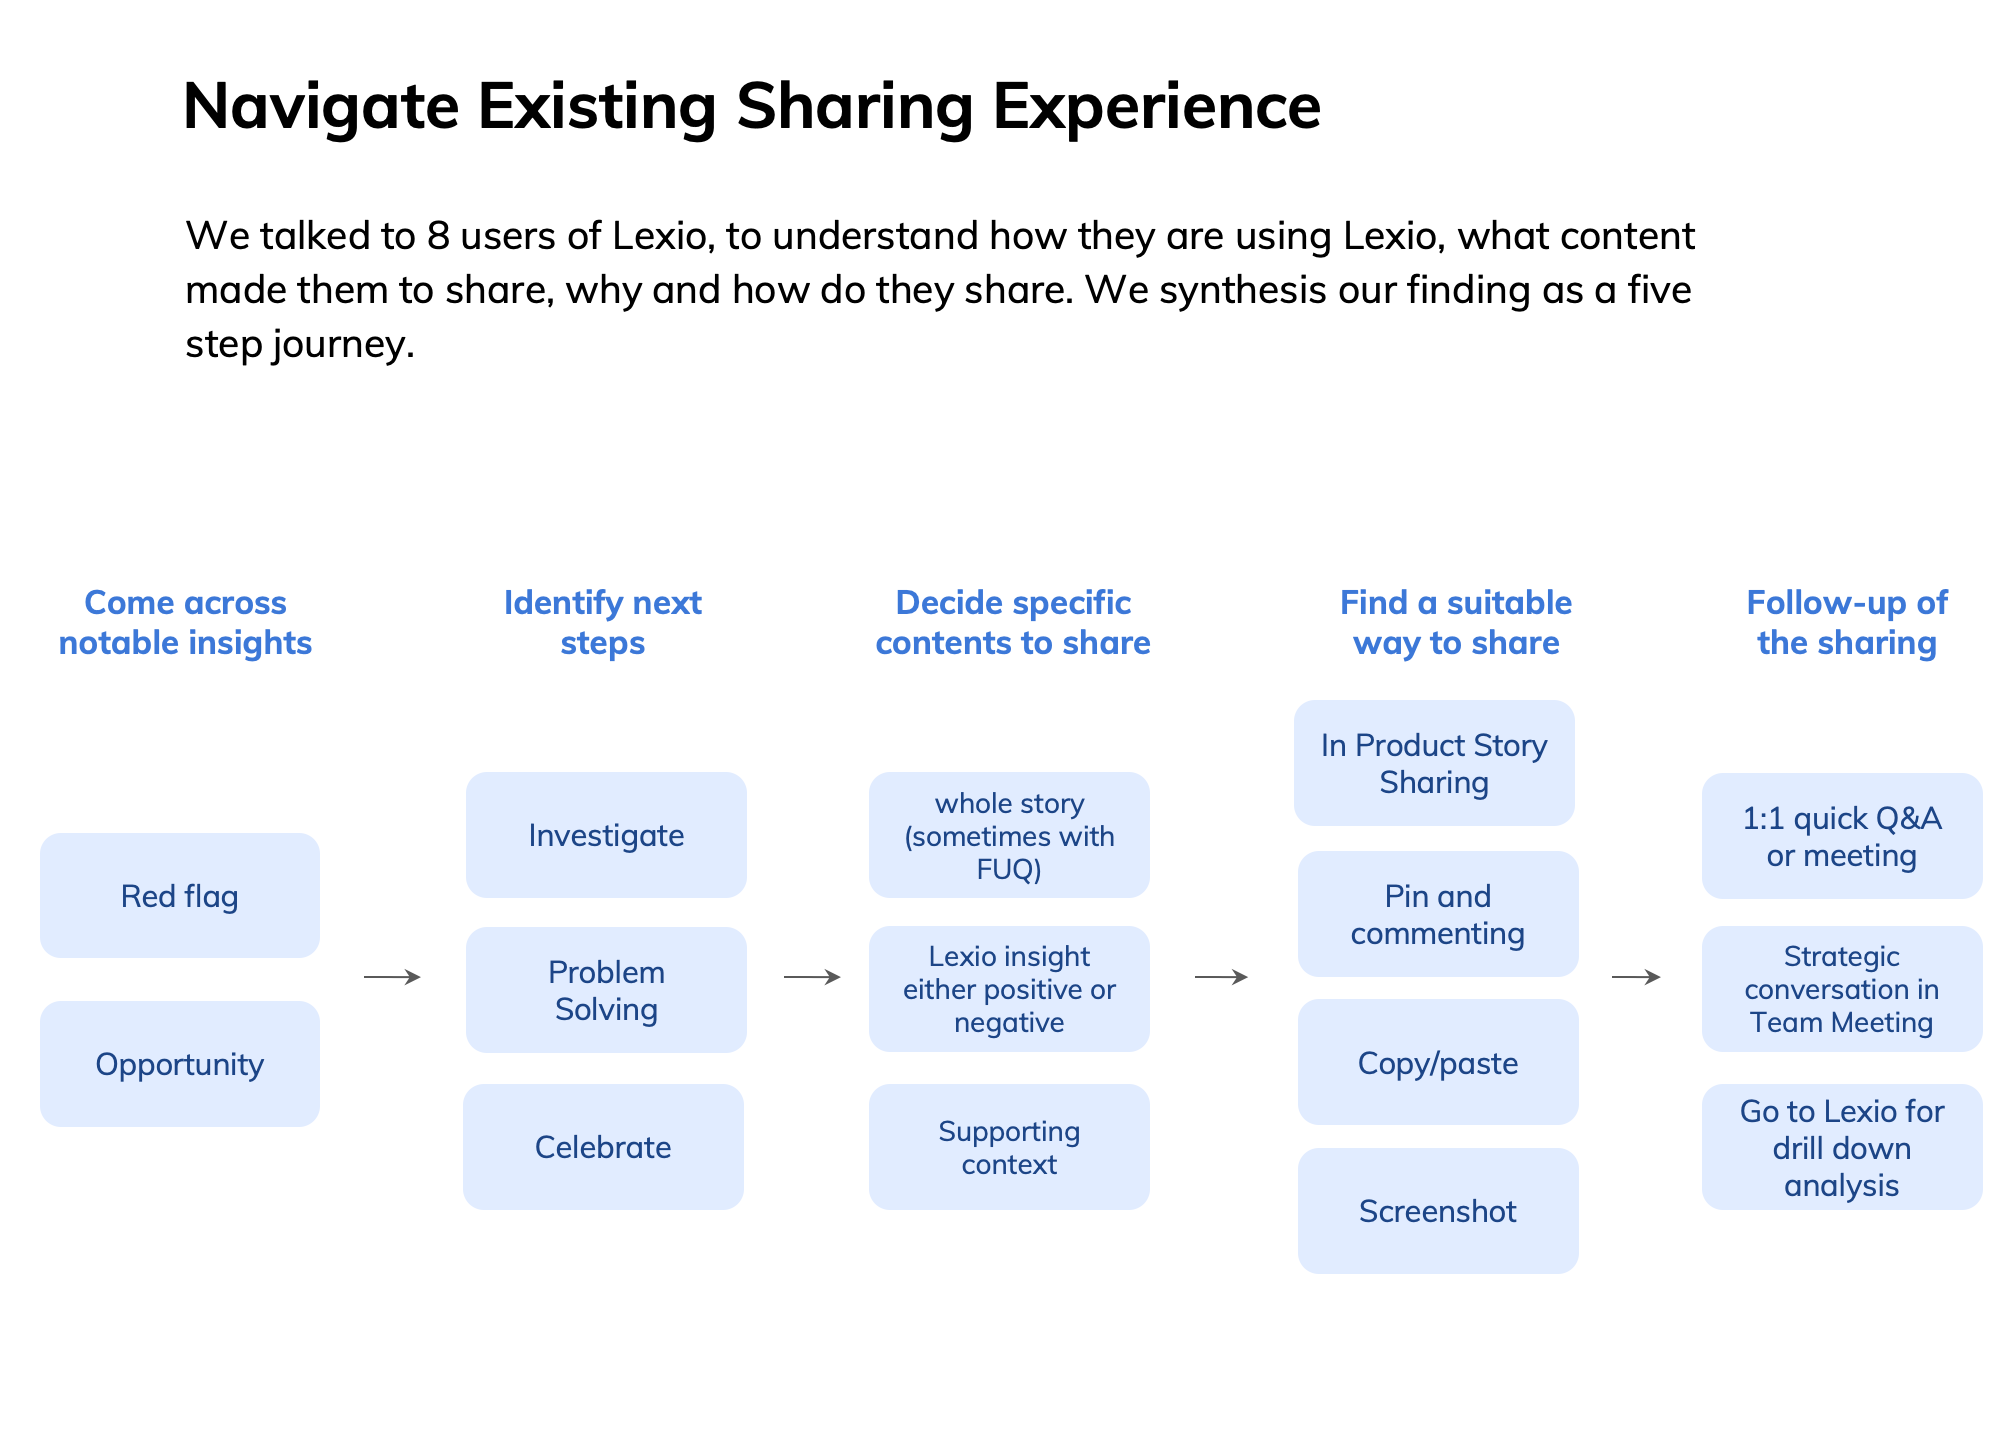 Navigate Existing Sharing Experience
We talked to 8 users of Lexio, to understand how they are using Lexio, what content
made them to share, why and how do they share. We synthesis our finding as a five
step journey.
Come across
notable insights
Red flag
Opportunity
Identify next
steps
Investigate
Problem
Solving
Celebrate
Decide specific
contents to share
whole story
(sometimes with
FUQ)
Lexio insight
either positive or
negative
Supporting
context
Find a suitable
way to share
In Product Story
Sharing
Pin and
commenting
Copy/paste
Screenshot
Follow-up of
the sharing
1:1 quick Q&A
or meeting
Strategic
conversation in
Team Meeting
Go to Lexio for
drill down
analysis